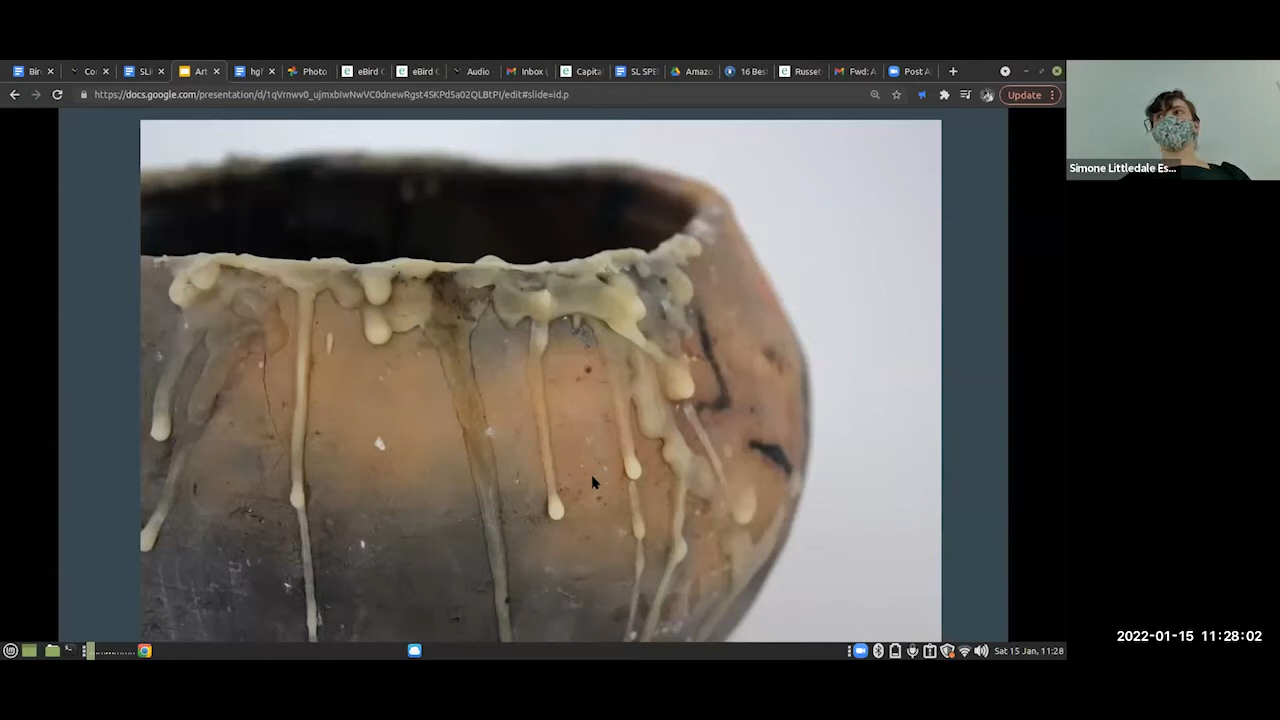 Bir
Co
SLi
Art
hgl
Photo
eBird
eBird
Audio
Inbox (
Capita
SL SPE
Amazo
16 Bes
Russet
Fwd: A
Post A
https://docs.google.com/presentation/d/1qVrnwv0_ujmxbIwNwVC0dnewRgst4SKPd5a02QLBtPI/edit#slide=id.p
Update
Simone Littledale Es...
2022-01-15 11:28:02
Sat 15 Jan, 11:28